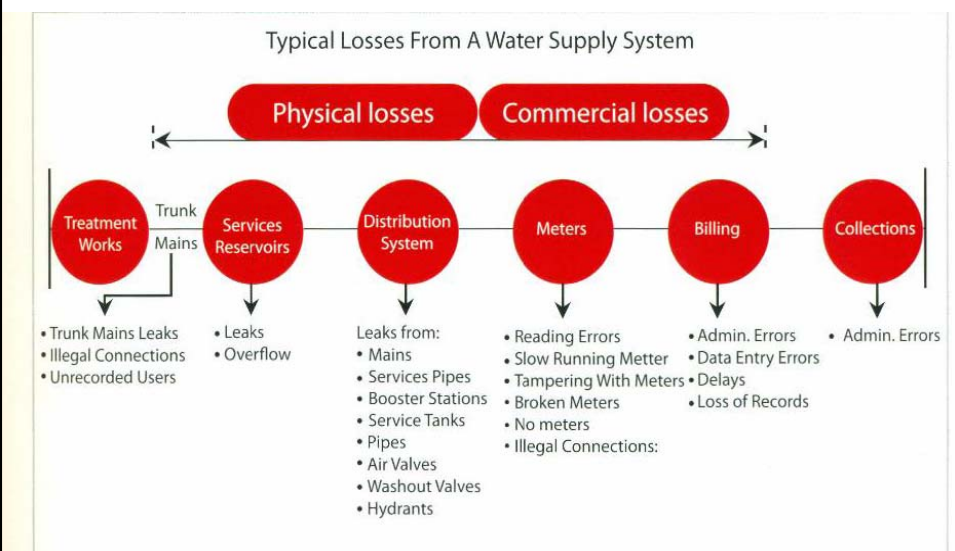 Typical Losses From A Water Supply System
Physical losses
Commercial losses
Treatment
Works
Trunk
Mains
Services
Reservoirs
Distribution
System
Meters
Billing
Collections
• Trunk Mains Leaks
• Illegal Connections
• Unrecorded Users
• Leaks
• Overflow
Leaks from:
• Mains
• Services Pipes
• Booster Stations
• Service Tanks
• Pipes
• Air Valves
• Washout Valves
• Hydrants
• Reading Errors
• Slow Running Metter
• Tampering With Meters
• Broken Meters
• No meters
• Illegal Connections:
• Admin. Errors
• Data Entry Errors
• Delays
• Loss of Records
• Admin. Errors